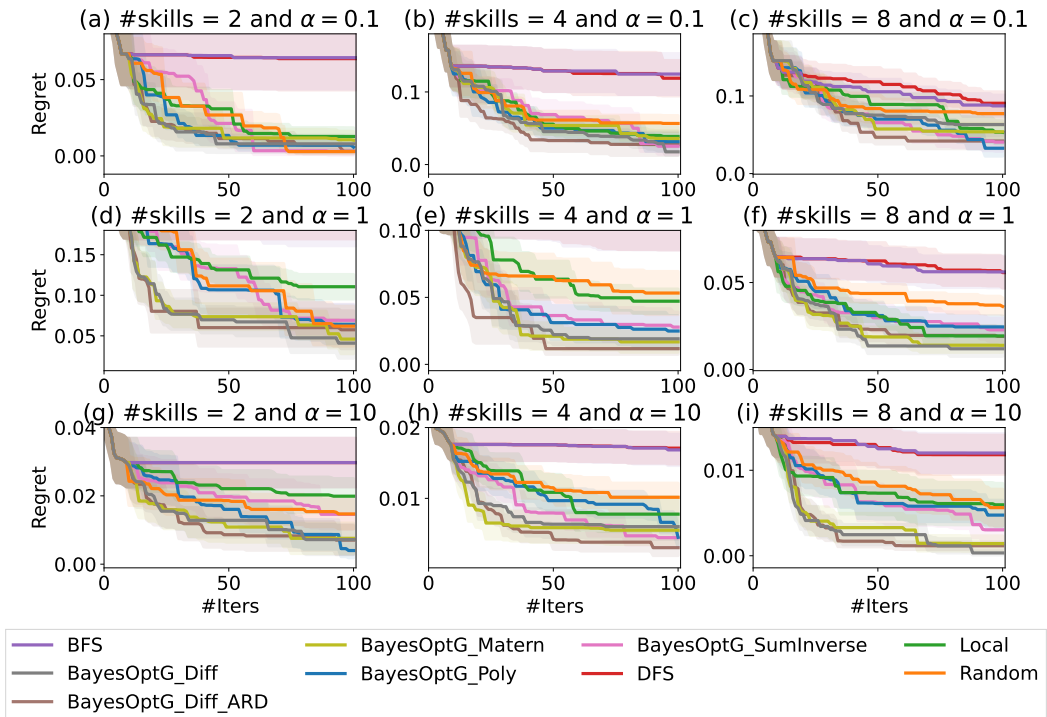 (a) #skills = 2 and α = 0.1
(b) #skills = 4 and α = 0.1
(c) #skills = 8 and α = 0.1
Regret
0.05
0.00
0.1
0.0
0.1
0.0
0 50 100
0 50 100
0 50 100
(d) #skills = 2 and α = 1
(e) #skills = 4 and α = 1
(f) #skills = 8 and α = 1
Regret
0.15
0.10
0.05
0.10
0.05
0.00
0.05
0.00
0 50 100
0 50 100
0 50 100
(g) #skills = 2 and α = 10
(h) #skills = 4 and α = 10
(i) #skills = 8 and α = 10
Regret
0.04
0.02
0.00
0.02
0.01
0.01
0.00
0 50 100
0 50 100
0 50 100
#Iters
#Iters
#Iters
BFS
BayesOptG_Diff
BayesOptG_Diff_ARD
BayesOptG_Matern
BayesOptG_Poly
BayesOptG_SumInverse
DFS
Local
Random